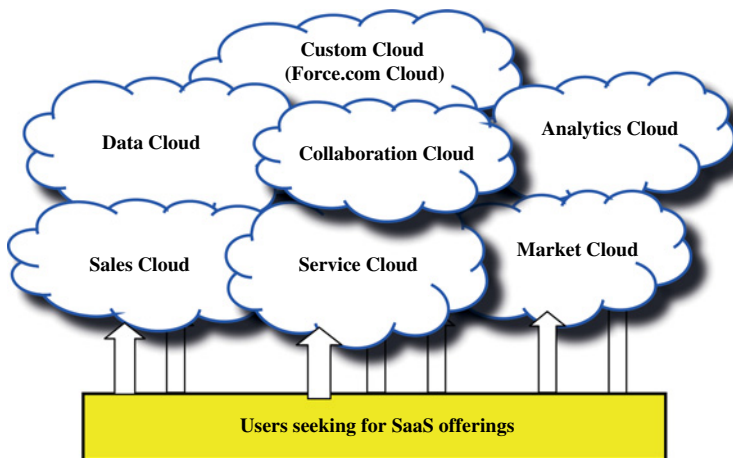 Custom Cloud
(Force.com Cloud)
Data Cloud
Analytics Cloud
Collaboration Cloud
Sales Cloud
Service Cloud
Market Cloud
Users seeking for SaaS offerings